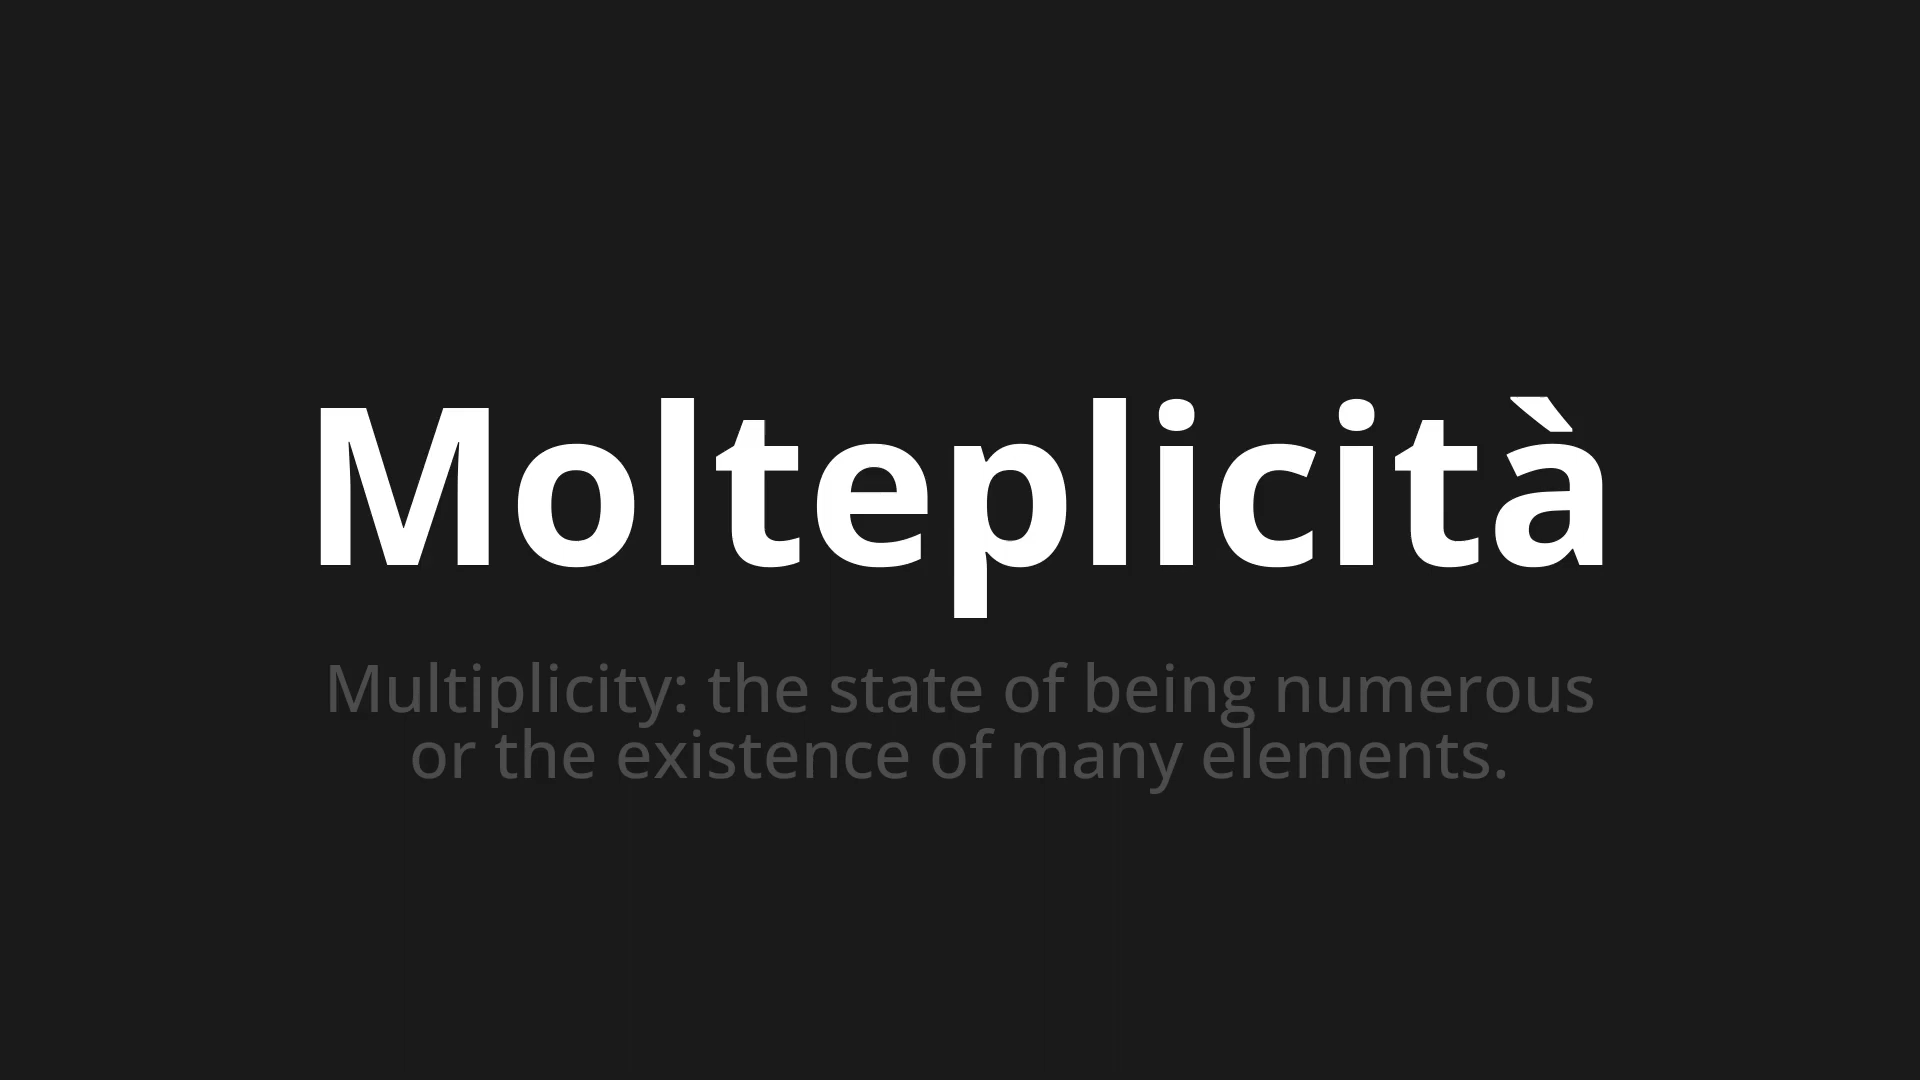 Molteplicità
Multiplicity: the state of being numerous
or the existence of many elements.